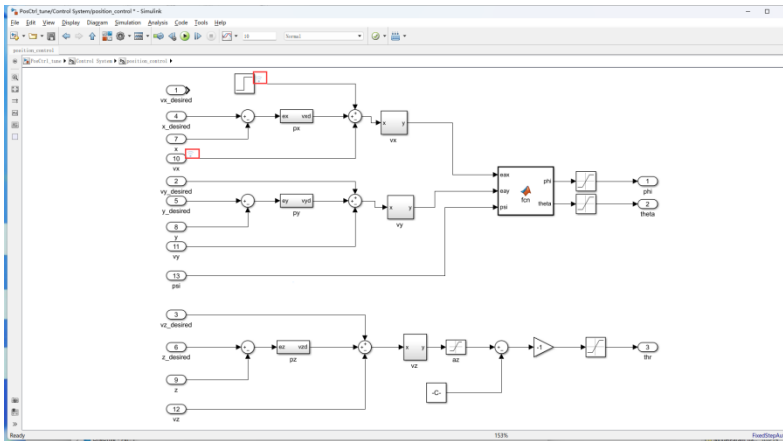 PosCtrl_tune/Control System/position_control * - Simulink
File Edit View Display Diagram Simulation Analysis Code Tools Help
10 Normal
position_control
PosCtrl_tune Control System position_control
1
vx_desired
4
x_desired
7
x
10
vx
ex vxd
px
x y
vx
2
vy_desired
5
y_desired
8
y
11
vy
ey vyd
py
x y
vy
13
psi
eax
eay
psi
fcn
phi
theta
1
phi
2
theta
3
vz_desired
6
z_desired
9
z
12
vz
ez vzd
pz
x y
vz
az
-C-
-1
3
thr
Ready 153% FixedStepAu